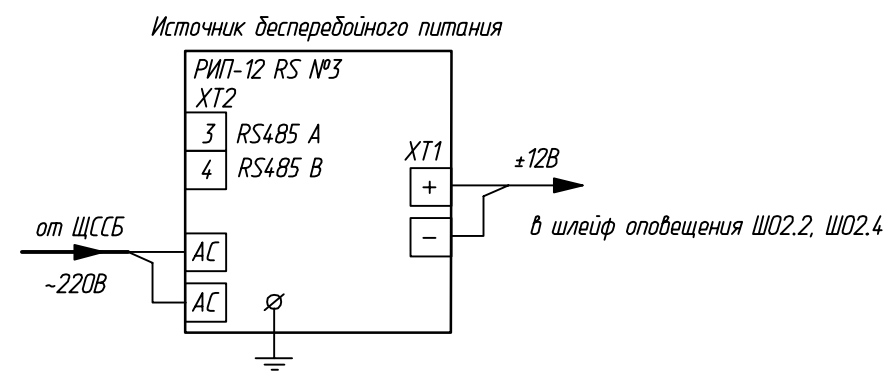 Источник бесперебойного питания
РИП-12 RS №3
XT2
3 RS485 A
4 RS485 B
XT1
+
−
±12В
в шлейф оповещения ШО2.2, ШО2.4
от ЩССБ
~220В
AC
AC